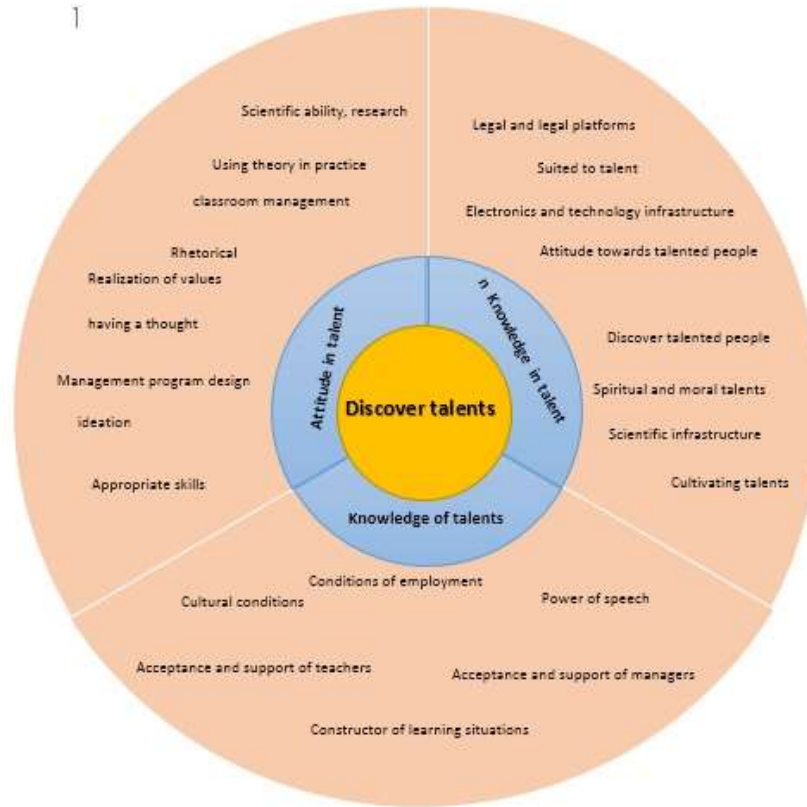 1
Scientific ability, research
Using theory in practice
classroom management
Rhetorical
Realization of values
having a thought
Management program design
ideation
Appropriate skills
Legal and legal platforms
Suited to talent
Electronics and technology infrastructure
Attitude towards talented people
Discover talented people
Spiritual and moral talents
Scientific infrastructure
Cultivating talents
Attitude in talent
n Knowledge in talent
Discover talents
Knowledge of talents
Conditions of employment
Cultural conditions
Power of speech
Acceptance and support of teachers
Acceptance and support of managers
Constructor of learning situations